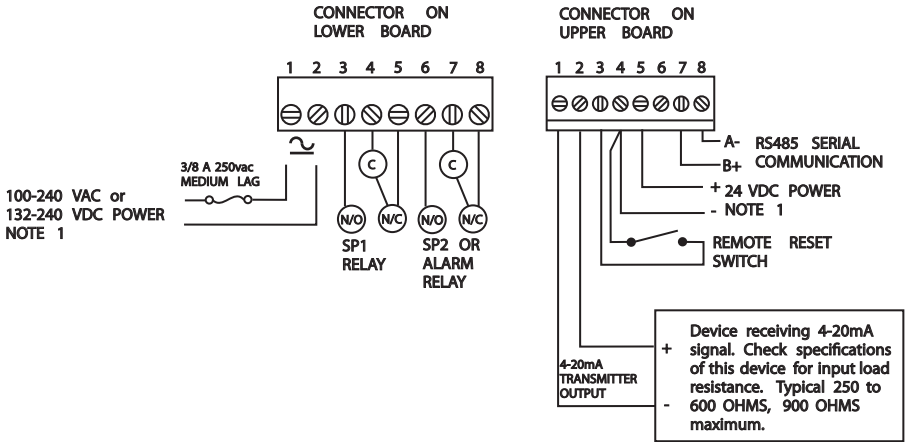 CONNECTOR ON
LOWER BOARD
1 2 3 4 5 6 7 8
3/8 A 250vac
MEDIUM LAG
100-240 VAC or
132-240 VDC POWER
NOTE 1
C
C
N/O
N/C
N/O
N/C
SP1
RELAY
SP2 OR
ALARM
RELAY
CONNECTOR ON
UPPER BOARD
1 2 3 4 5 6 7 8
A-
B+
RS485 SERIAL
COMMUNICATION
+ 24 VDC POWER
- NOTE 1
REMOTE RESET
SWITCH
4-20mA
TRANSMITTER
OUTPUT
+
-
Device receiving 4-20mA
signal. Check specifications
of this device for input load
resistance. Typical 250 to
600 OHMS, 900 OHMS
maximum.